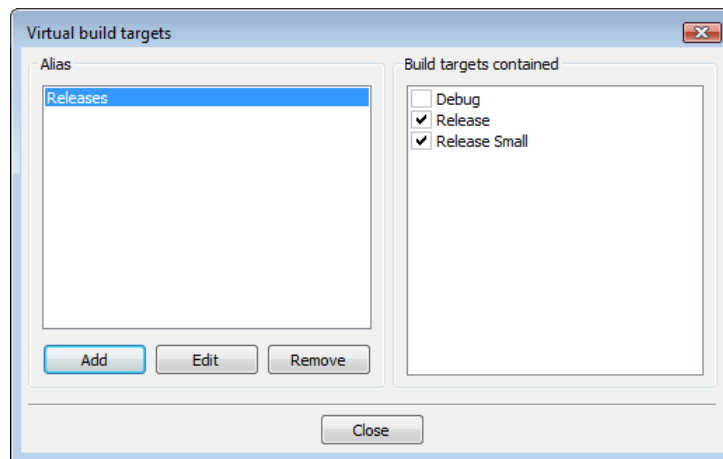 Virtual build targets
Alias
Releases
Add
Edit
Remove
Build targets contained
Debug
Release
Release Small
Close